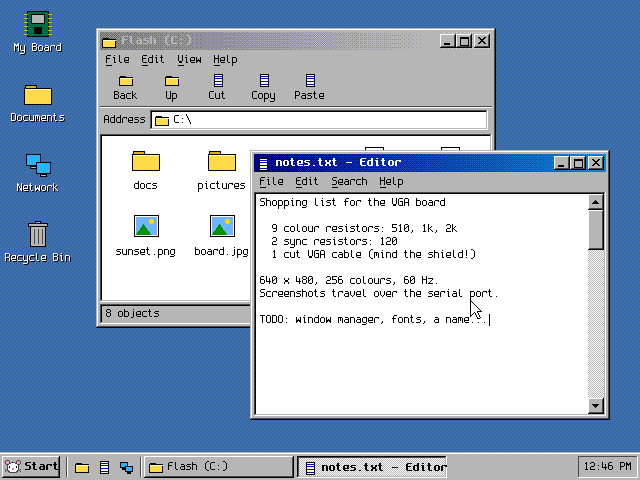 My Board
Documents
Network
Recycle Bin
Flash (C:)
File Edit View Help
Back Up Cut Copy Paste
Address C:\
docs pictures
sunset.png board.jpg
8 objects
notes.txt - Editor
File Edit Search Help
Shopping list for the VGA board
9 colour resistors: 510, 1k, 2k
2 sync resistors: 120
1 cut VGA cable (mind the shield!)
640 x 480, 256 colours, 60 Hz.
Screenshots travel over the serial port.
TODO: window manager, fonts, a name...
Start Flash (C:) notes.txt - Editor 12:46 PM